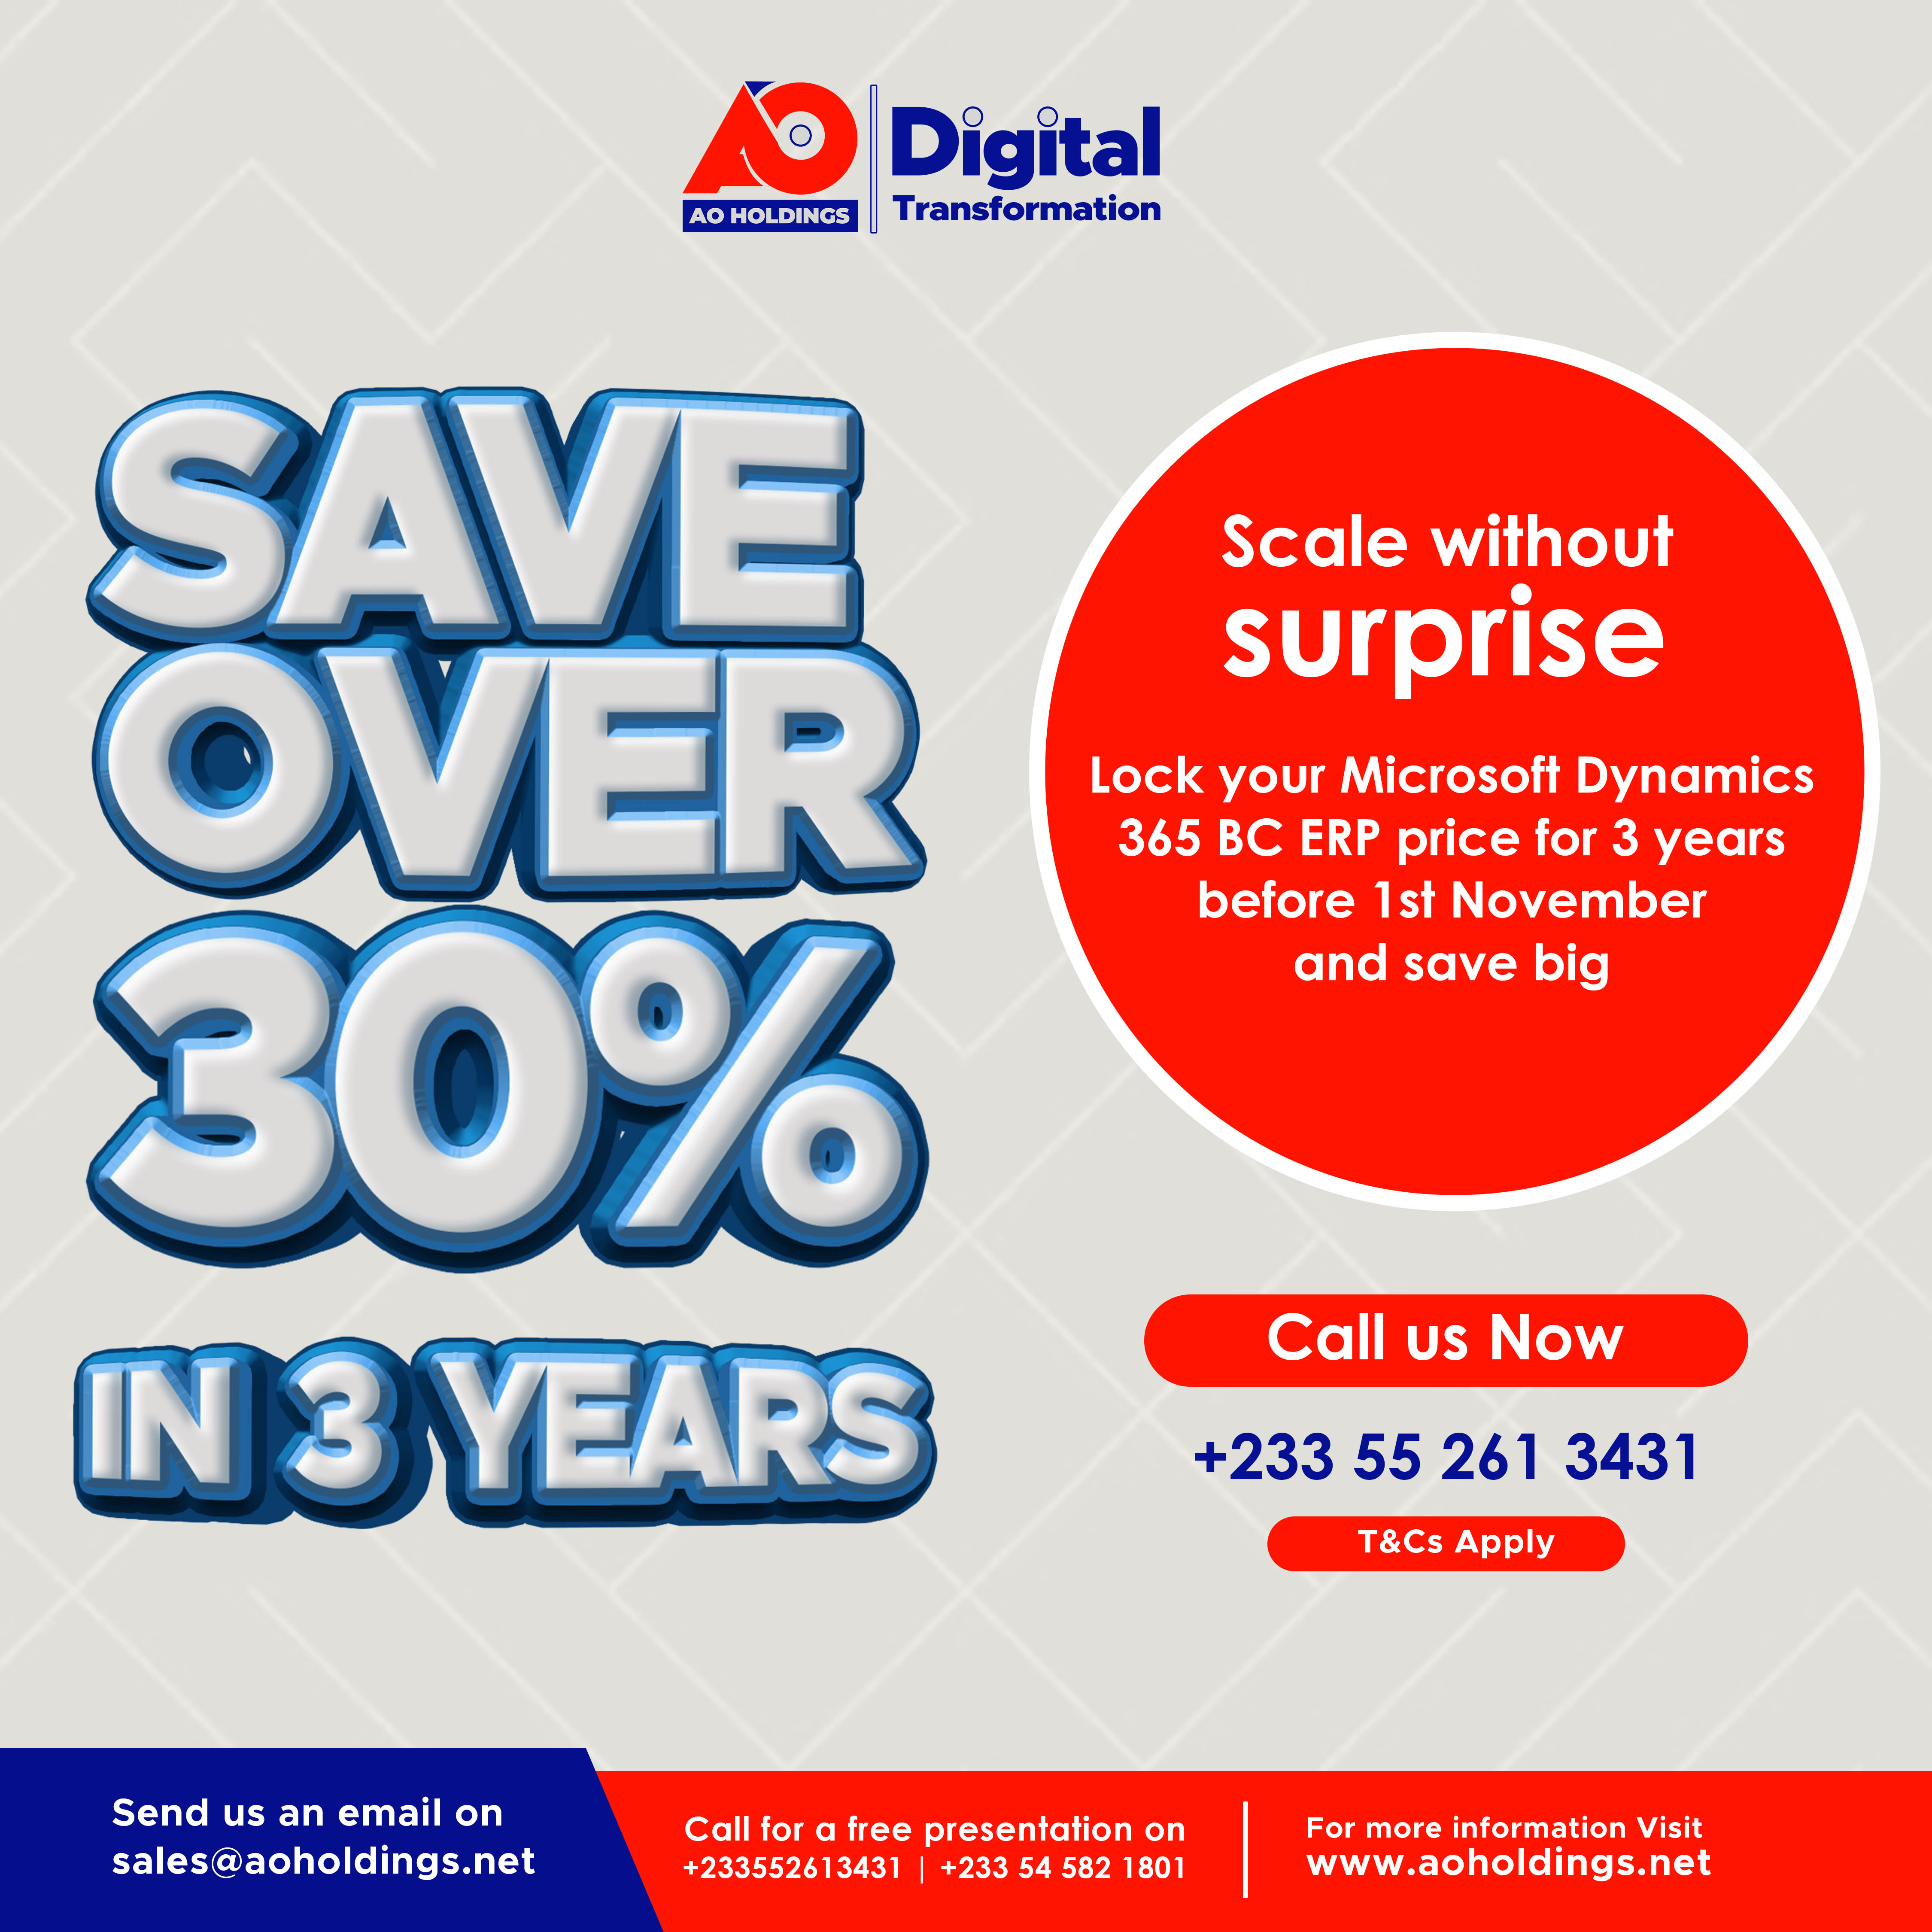 AO HOLDINGS
Digital
Transformation
SAVE
OVER
30%
IN 3 YEARS
Scale without
surprise
Lock your Microsoft Dynamics
365 BC ERP price for 3 years
before 1st November
and save big
Call us Now
+233 55 261 3431
T&Cs Apply
Send us an email on
sales@aoholdings.net
Call for a free presentation on
+233552613431 | +233 54 582 1801
For more information Visit
www.aoholdings.net